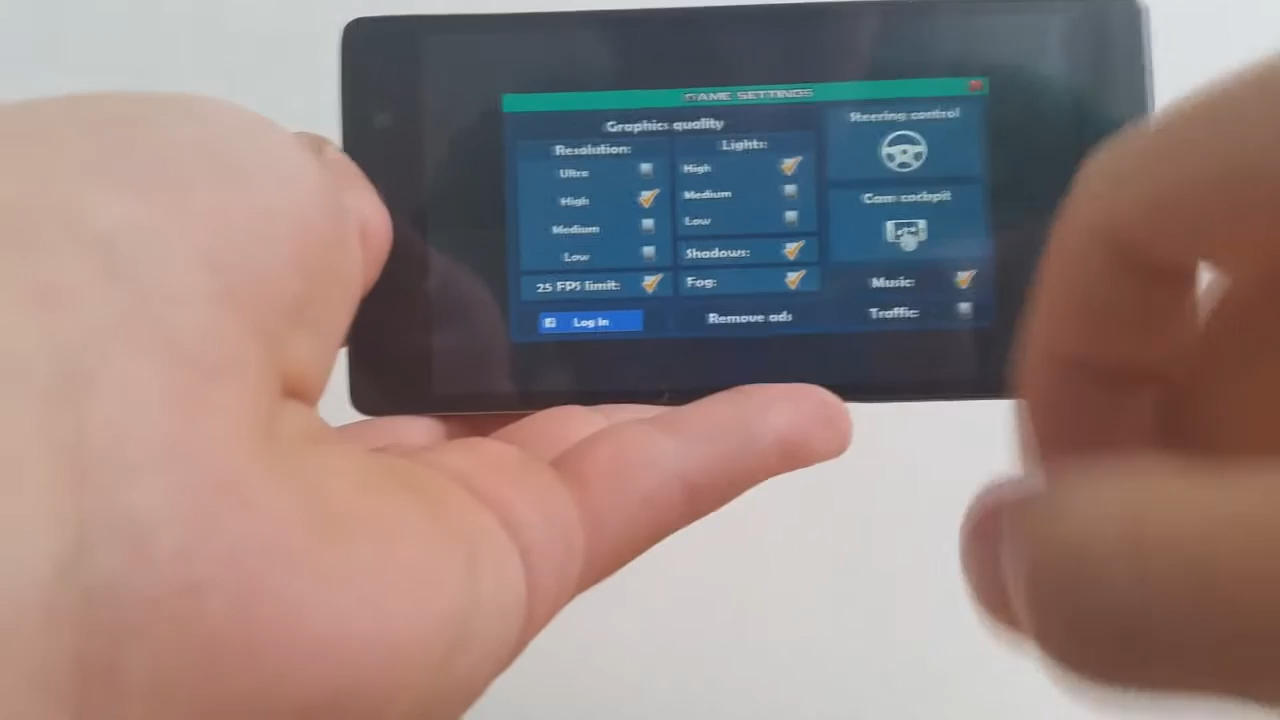 GAME SETTINGS
Graphics quality
Resolution:
Ultra
High
Medium
Low
25 FPS limit:
Lights:
High
Medium
Low
Shadows:
Fog:
Steering control
Cam cockpit
Music:
Traffic:
Log In
Remove ads